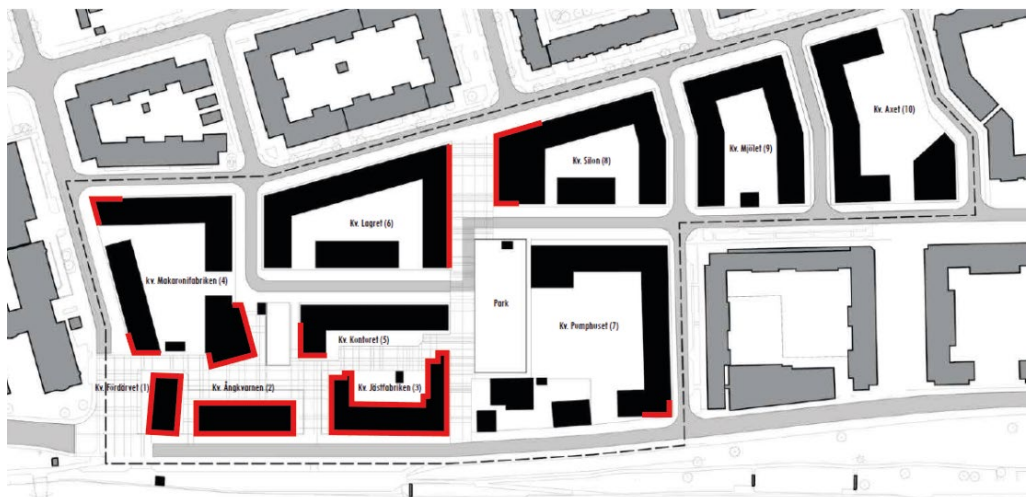 Kv. Axet (10)
Kv. Mjölet (9)
Kv. Silon (8)
Kv. Lagret (6)
kv. Makaronifabriken (4)
Park
Kv. Pumphuset (7)
Kv. Kontoret (5)
Kv. Fördärvet (1)
Kv. Ångkvarnen (2)
Kv. Jästfabriken (3)